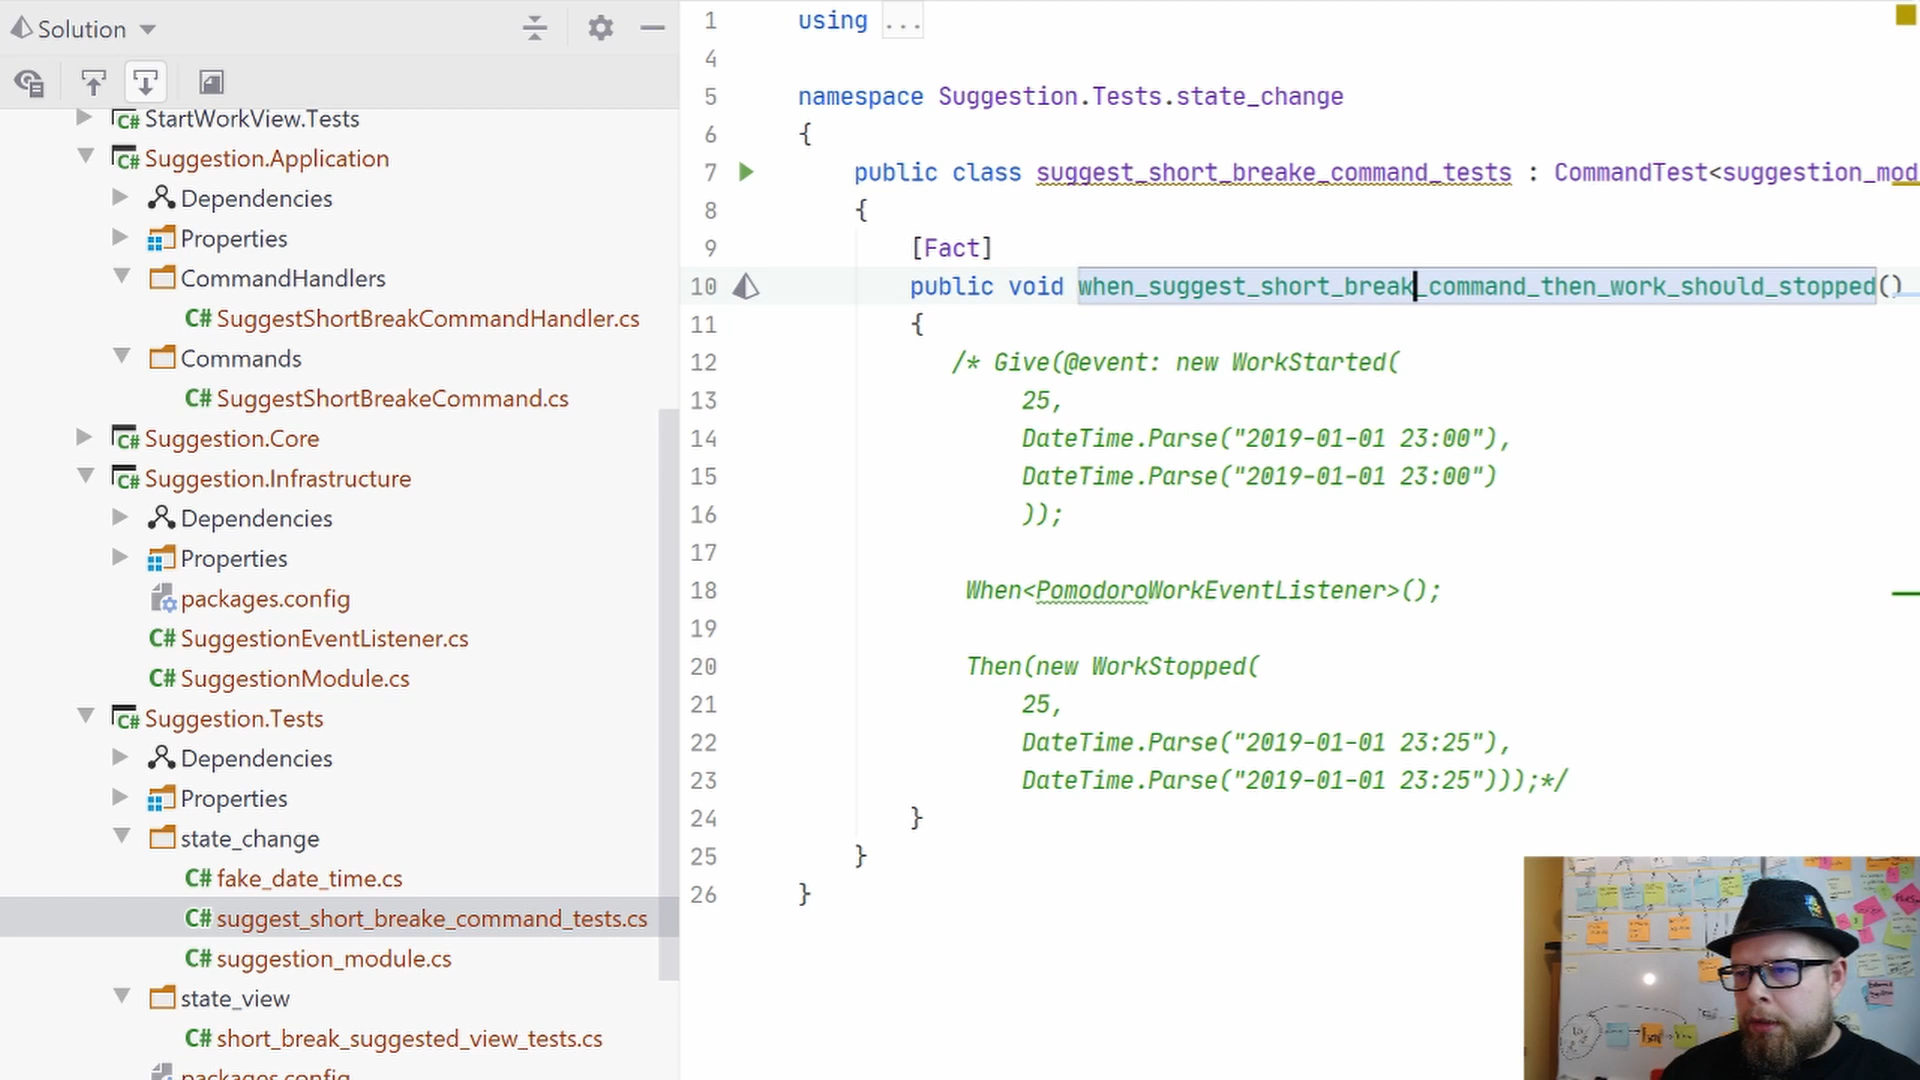 Solution
StartWorkView.Tests
Suggestion.Application
Dependencies
Properties
CommandHandlers
C# SuggestShortBreakCommandHandler.cs
Commands
C# SuggestShortBreakeCommand.cs
Suggestion.Core
Suggestion.Infrastructure
Dependencies
Properties
packages.config
C# SuggestionEventListener.cs
C# SuggestionModule.cs
Suggestion.Tests
Dependencies
Properties
state_change
C# fake_date_time.cs
C# suggest_short_breake_command_tests.cs
C# suggestion_module.cs
state_view
C# short_break_suggested_view_tests.cs
packages.config
1 using ...
4
5 namespace Suggestion.Tests.state_change
6 {
7 public class suggest_short_breake_command_tests : CommandTest<suggestion_mod
8 {
9 [Fact]
10 public void when_suggest_short_break_command_then_work_should_stopped()
11 {
12 /* Give(@event: new WorkStarted(
13 25,
14 DateTime.Parse("2019-01-01 23:00"),
15 DateTime.Parse("2019-01-01 23:00")
16 ));
17
18 When<PomodoroWorkEventListener>();
19
20 Then(new WorkStopped(
21 25,
22 DateTime.Parse("2019-01-01 23:25"),
23 DateTime.Parse("2019-01-01 23:25")));*/
24 }
25 }
26 }